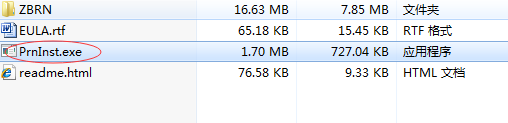 ZBRN 16.63 MB 7.85 MB 文件夹
EULA.rtf 65.18 KB 15.45 KB RTF 格式
PrnInst.exe 1.70 MB 727.04 KB 应用程序
readme.html 76.58 KB 9.33 KB HTML 文档